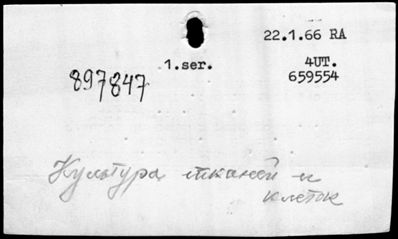 22.1.66 RA
1.ser. 4UT.
897847 659554
Культура тканей и
клеток